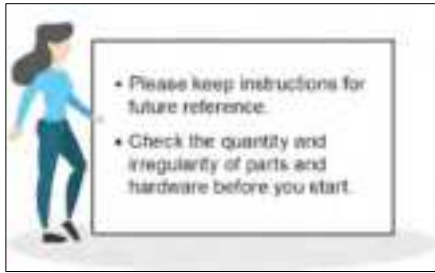 • Please keep instructions for
future reference.
• Check the quantity and
irregularity of parts and
hardware before you start.